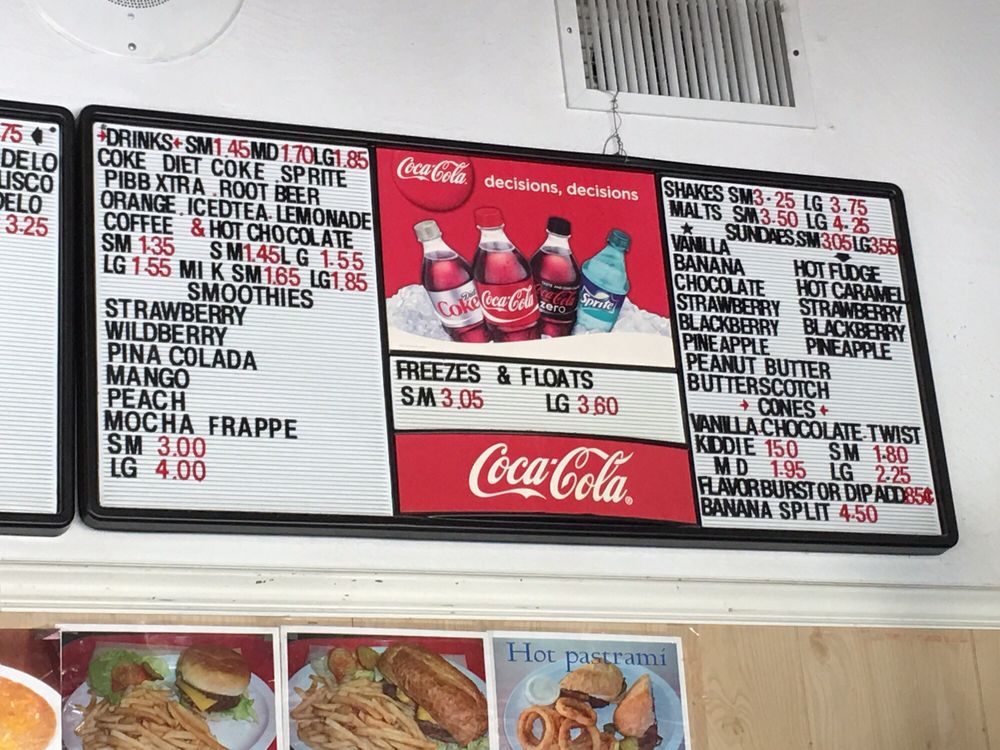 75
DELO
LISCO
DELO
3.25
DRINKS SM 1.45 MD 1.70 LG 1.85
COKE DIET COKE SPRITE
PIBB XTRA . ROOT BEER
ORANGE . ICEDTEA . LEMONADE
COFFEE & HOT CHOCOLATE
SM 1.35 SM 1.45 LG 1.55
LG 1.55 MI K SM 1.65 LG 1.85
SMOOTHIES
STRAWBERRY
WILDBERRY
PINA COLADA
MANGO
PEACH
MOCHA FRAPPE
SM 3.00
LG 4.00
Coca-Cola
decisions, decisions
Diet Coke
Coca-Cola
Coca-Cola zero
Sprite
FREEZES & FLOATS
SM 3.05 LG 3.60
Coca-Cola®
SHAKES SM 3.25 LG 3.75
MALTS SM 3.50 LG 4.25
SUNDAES SM 3.05 LG 3.55
VANILLA
BANANA HOT FUDGE
CHOCOLATE HOT CARAMEL
STRAWBERRY STRAWBERRY
BLACKBERRY BLACKBERRY
PINEAPPLE PINEAPPLE
PEANUT BUTTER
BUTTERSCOTCH
CONES
VANILLA . CHOCOLATE . TWIST
KIDDIE 1.50 SM 1.80
MD 1.95 LG 2.25
FLAVOR BURST OR DIP ADD 85¢
BANANA SPLIT 4.50
Hot pastrami